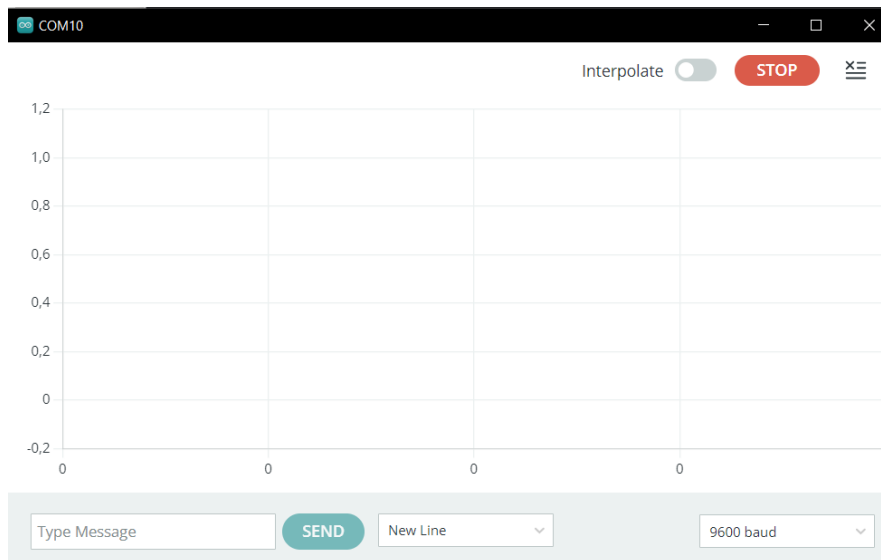 COM10
Interpolate STOP
1,2
1,0
0,8
0,6
0,4
0,2
0
-0,2
0 0 0 0
Type Message SEND New Line 9600 baud